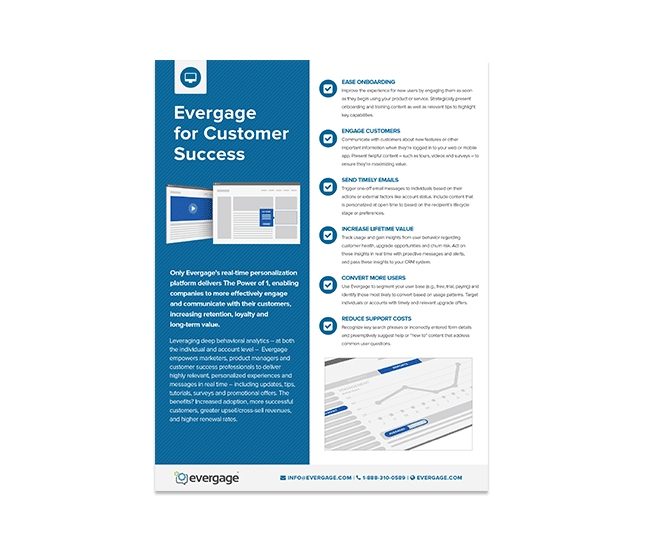 Evergage
for Customer
Success
Only Evergage's real-time personalization
platform delivers The Power of 1, enabling
companies to more effectively engage
and communicate with their customers,
increasing retention, loyalty and
long-term value.
Leveraging deep behavioral analytics – at both
the individual and account level – Evergage
empowers marketers, product managers and
customer success professionals to deliver
highly relevant, personalized experiences and
messages in real time – including updates, tips,
tutorials, surveys and promotional offers. The
benefits? Increased adoption, more successful
customers, greater upsell/cross-sell revenues,
and higher renewal rates.
EASE ONBOARDING
Improve the experience for new users by engaging them as soon
as they begin using your product or service. Strategically present
onboarding and training content as well as relevant tips to highlight
key capabilities.
ENGAGE CUSTOMERS
Communicate with customers about new features or other
important information when they're logged in to your web or mobile
app. Present helpful content – such as tours, videos and surveys – to
ensure they're maximizing value.
SEND TIMELY EMAILS
Trigger one-off email messages to individuals based on their
actions or external factors like account status. Include content that
is personalized at open time to based on the recipient's lifecycle
stage or preferences.
INCREASE LIFETIME VALUE
Track usage and gain insights from user behavior regarding
customer health, upgrade opportunities and churn risk. Act on
these insights in real time with proactive messages and alerts,
and pass these insights to your CRM system.
CONVERT MORE USERS
Use Evergage to segment your user base (e.g., free, trial, paying) and
identify those most likely to convert based on usage patterns. Target
individuals or accounts with timely and relevant upgrade offers.
REDUCE SUPPORT COSTS
Recognize key search phrases or incorrectly entered form details
and preemptively suggest help or "how to" content that address
common user questions.
evergage
INFO@EVERGAGE.COM | 1-888-310-0589 | EVERGAGE.COM